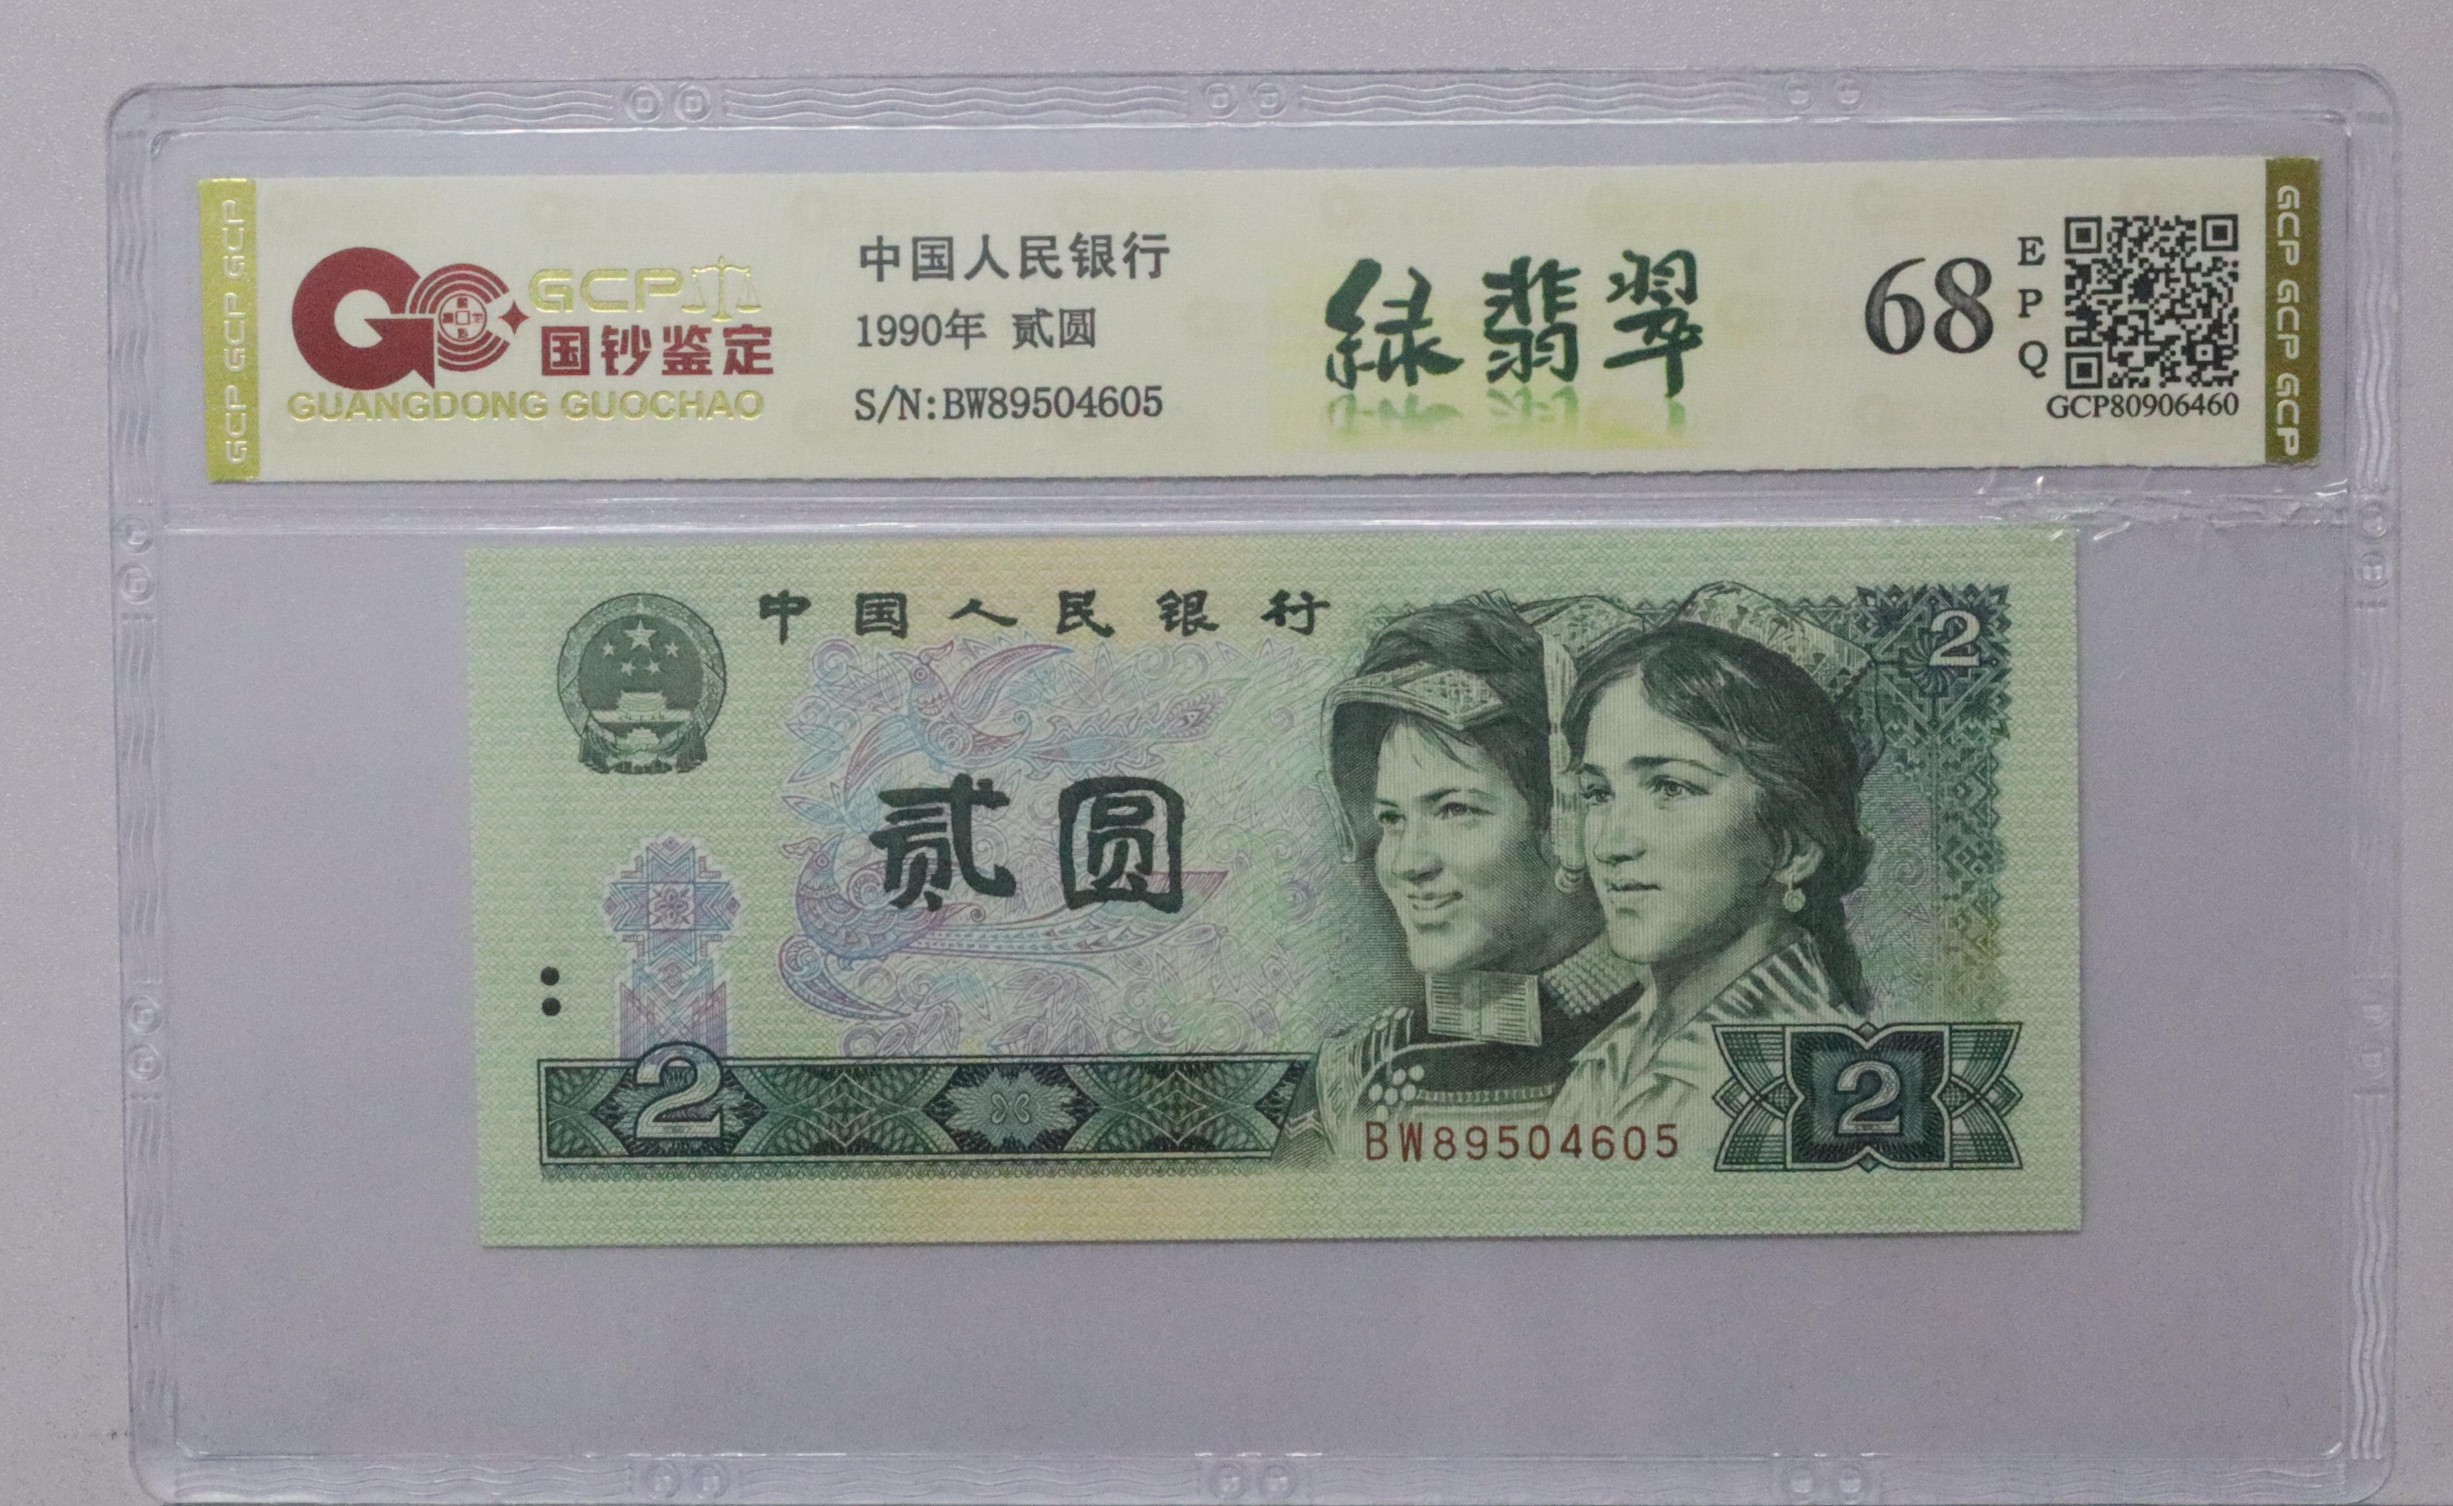 GCP GCP GCP
GCP
国钞鉴定
GUANGDONG GUOCHAO
中国人民银行
1990年 贰圆
S/N:BW89504605
绿翡翠
68
EPQ
GCP80906460
GCP GCP GCP
中国人民银行
2
贰圆
2
BW89504605
2